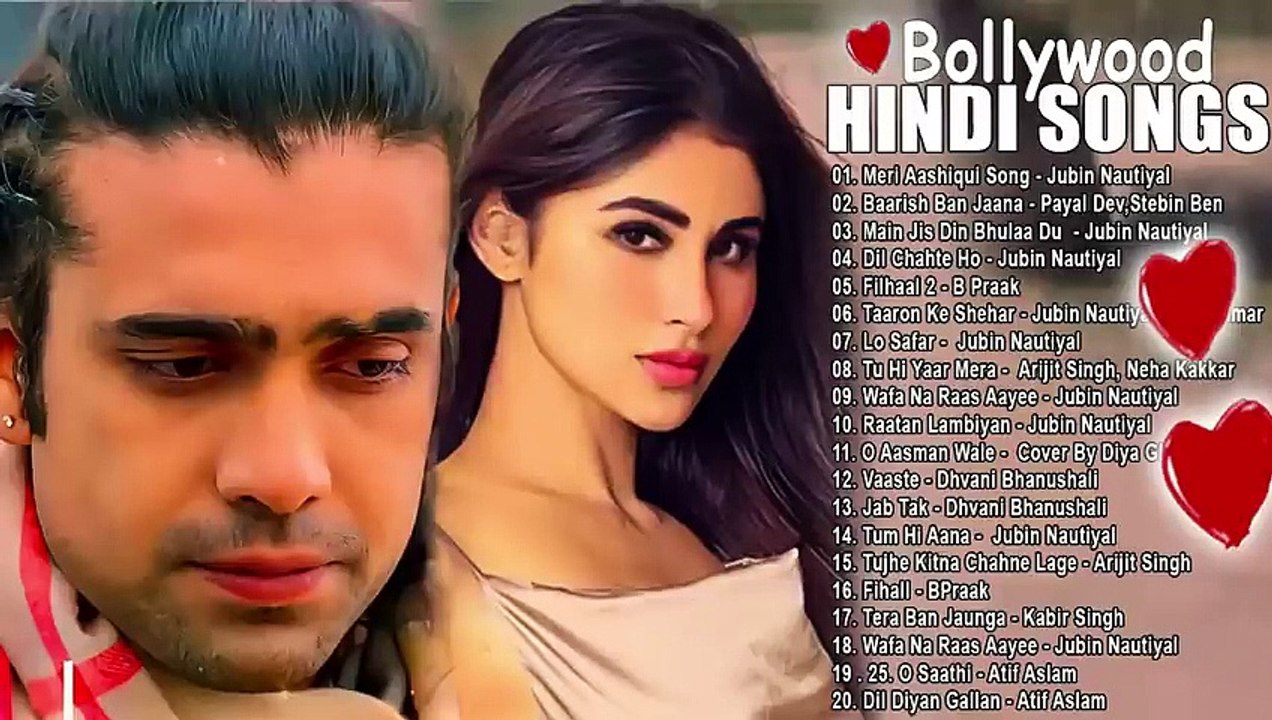 Bollywood
HINDI SONGS
01. Meri Aashiqui Song - Jubin Nautiyal
02. Baarish Ban Jaana - Payal Dev,Stebin Ben
03. Main Jis Din Bhulaa Du - Jubin Nautiyal
04. Dil Chahte Ho - Jubin Nautiyal
05. Filhaal 2 - B Praak
06. Taaron Ke Shehar - Jubin
07. Lo Safar - Jubin Nautiyal
08. Tu Hi Yaar Mera - Arijit Singh, Neha Kakkar
09. Wafa Na Raas Aayee - Jubin Nautiyal
10. Raatan Lambiyan - Jubin Nautiyal
11. O Aasman Wale - Cover By Diya
12. Vaaste - Dhvani Bhanushali
13. Jab Tak - Dhvani Bhanushali
14. Tum Hi Aana - Jubin Nautiyal
15. Tujhe Kitna Chahne Lage - Arijit Singh
16. Fihall - BPraak
17. Tera Ban Jaunga - Kabir Singh
18. Wafa Na Raas Aayee - Jubin Nautiyal
19 . 25. O Saathi - Atif Aslam
20. Dil Diyan Gallan - Atif Aslam